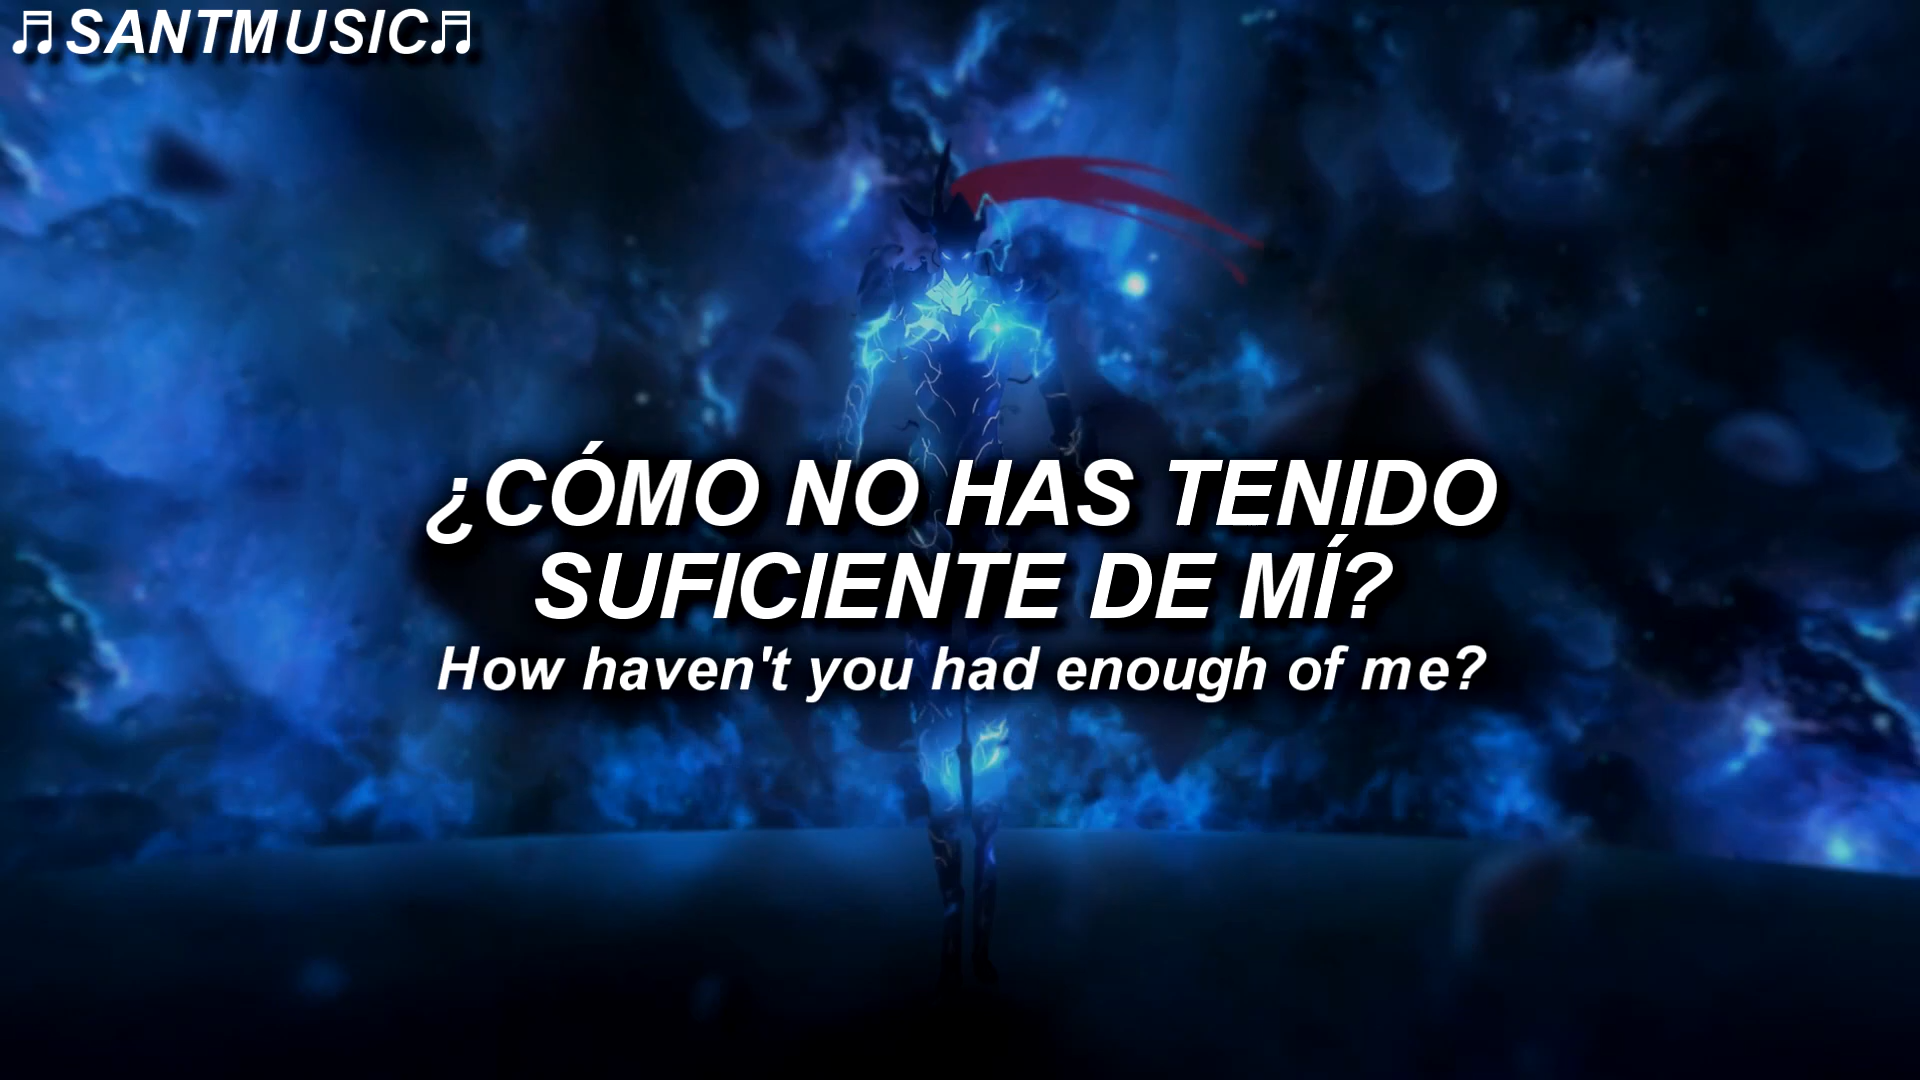 ♬SANTMUSIC♬
¿CÓMO NO HAS TENIDO
SUFICIENTE DE MÍ?
How haven't you had enough of me?